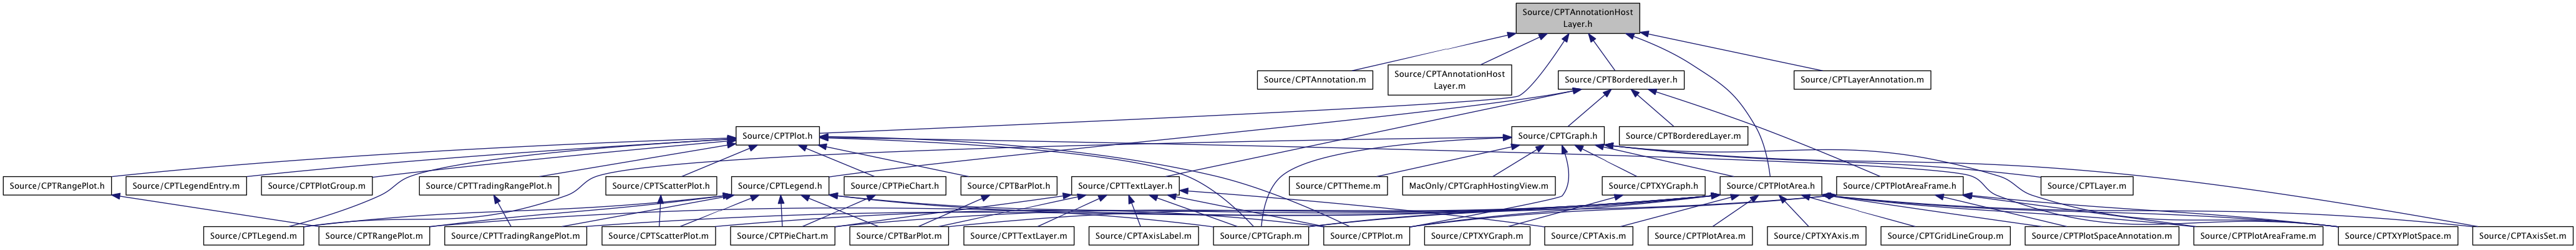 Source/CPTAnnotationHost
Layer.h
Source/CPTAnnotation.m
Source/CPTAnnotationHost
Layer.m
Source/CPTBorderedLayer.h
Source/CPTLayerAnnotation.m
Source/CPTPlot.h
Source/CPTGraph.h
Source/CPTBorderedLayer.m
Source/CPTRangePlot.h
Source/CPTLegendEntry.m
Source/CPTPlotGroup.m
Source/CPTTradingRangePlot.h
Source/CPTScatterPlot.h
Source/CPTLegend.h
Source/CPTPieChart.h
Source/CPTBarPlot.h
Source/CPTTextLayer.h
Source/CPTTheme.m
MacOnly/CPTGraphHostingView.m
Source/CPTXYGraph.h
Source/CPTPlotArea.h
Source/CPTPlotAreaFrame.h
Source/CPTLayer.m
Source/CPTLegend.m
Source/CPTRangePlot.m
Source/CPTTradingRangePlot.m
Source/CPTScatterPlot.m
Source/CPTPieChart.m
Source/CPTBarPlot.m
Source/CPTTextLayer.m
Source/CPTAxisLabel.m
Source/CPTGraph.m
Source/CPTPlot.m
Source/CPTXYGraph.m
Source/CPTAxis.m
Source/CPTPlotArea.m
Source/CPTXYAxis.m
Source/CPTGridLineGroup.m
Source/CPTPlotSpaceAnnotation.m
Source/CPTPlotAreaFrame.m
Source/CPTXYPlotSpace.m
Source/CPTAxisSet.m